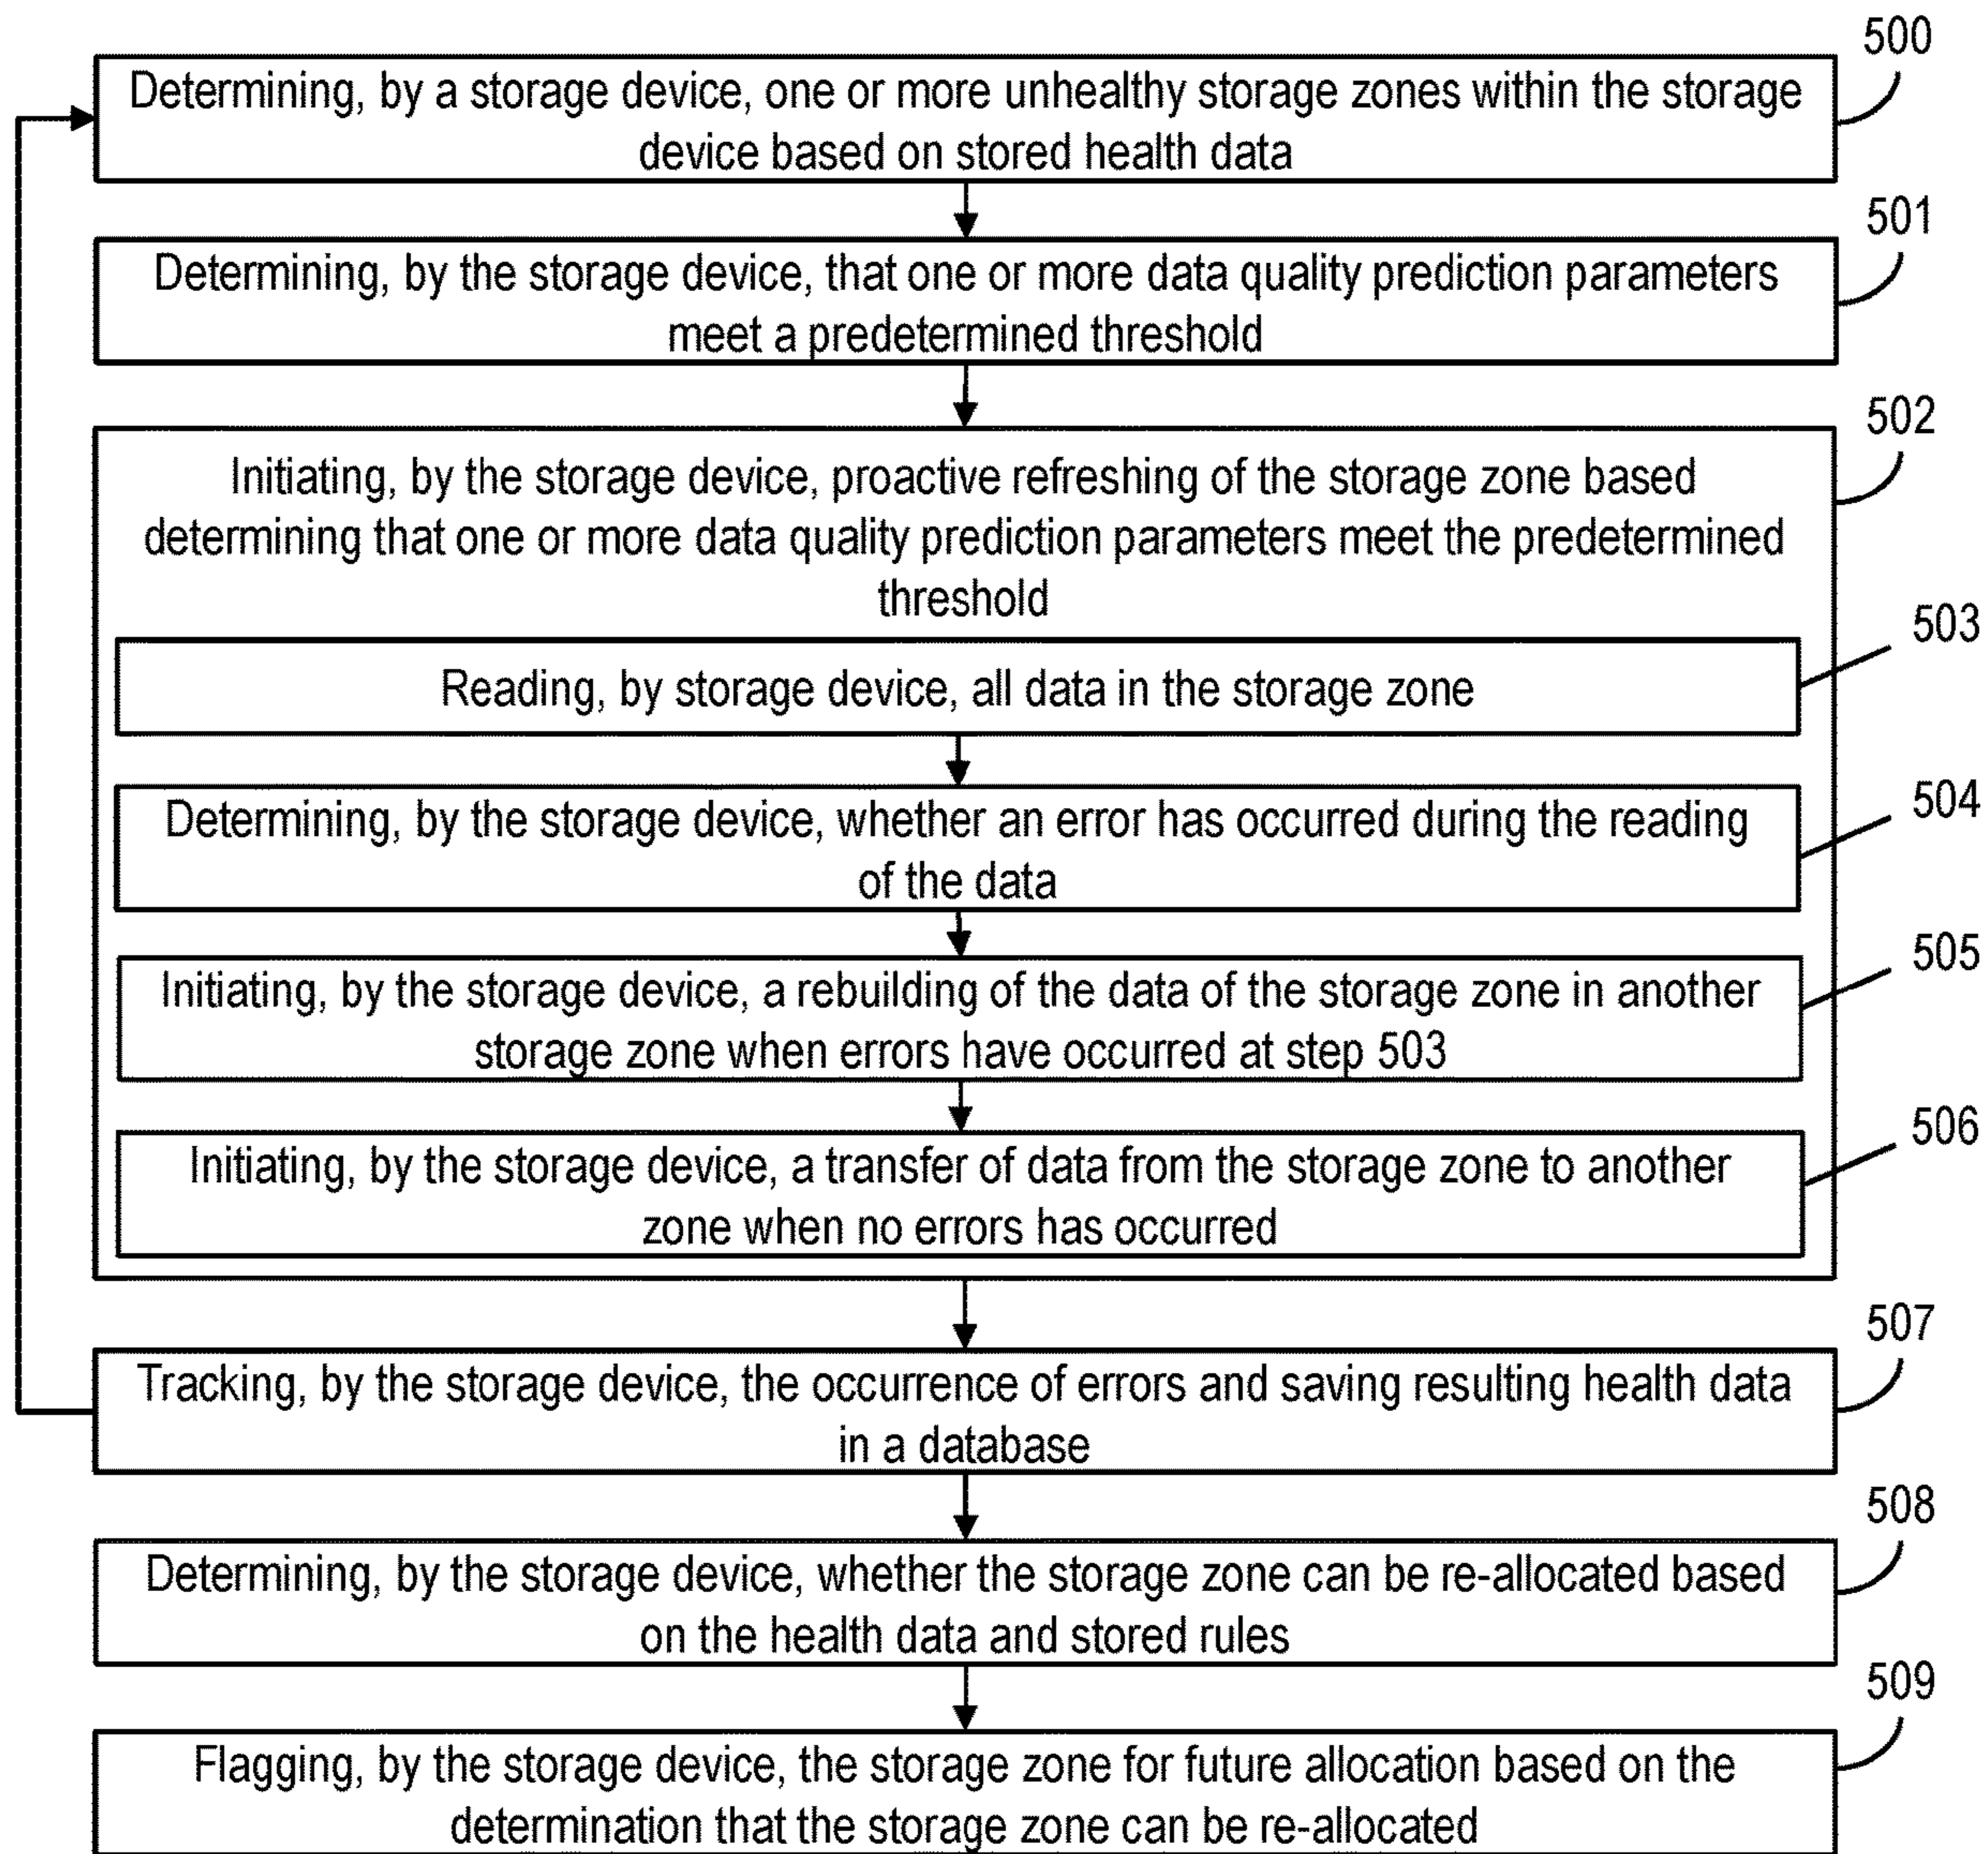 500
Determining, by a storage device, one or more unhealthy storage zones within the storage
device based on stored health data
501
Determining, by the storage device, that one or more data quality prediction parameters
meet a predetermined threshold
502
Initiating, by the storage device, proactive refreshing of the storage zone based
determining that one or more data quality prediction parameters meet the predetermined
threshold
503
Reading, by storage device, all data in the storage zone
504
Determining, by the storage device, whether an error has occurred during the reading
of the data
505
Initiating, by the storage device, a rebuilding of the data of the storage zone in another
storage zone when errors have occurred at step 503
506
Initiating, by the storage device, a transfer of data from the storage zone to another
zone when no errors has occurred
507
Tracking, by the storage device, the occurrence of errors and saving resulting health data
in a database
508
Determining, by the storage device, whether the storage zone can be re-allocated based
on the health data and stored rules
509
Flagging, by the storage device, the storage zone for future allocation based on the
determination that the storage zone can be re-allocated